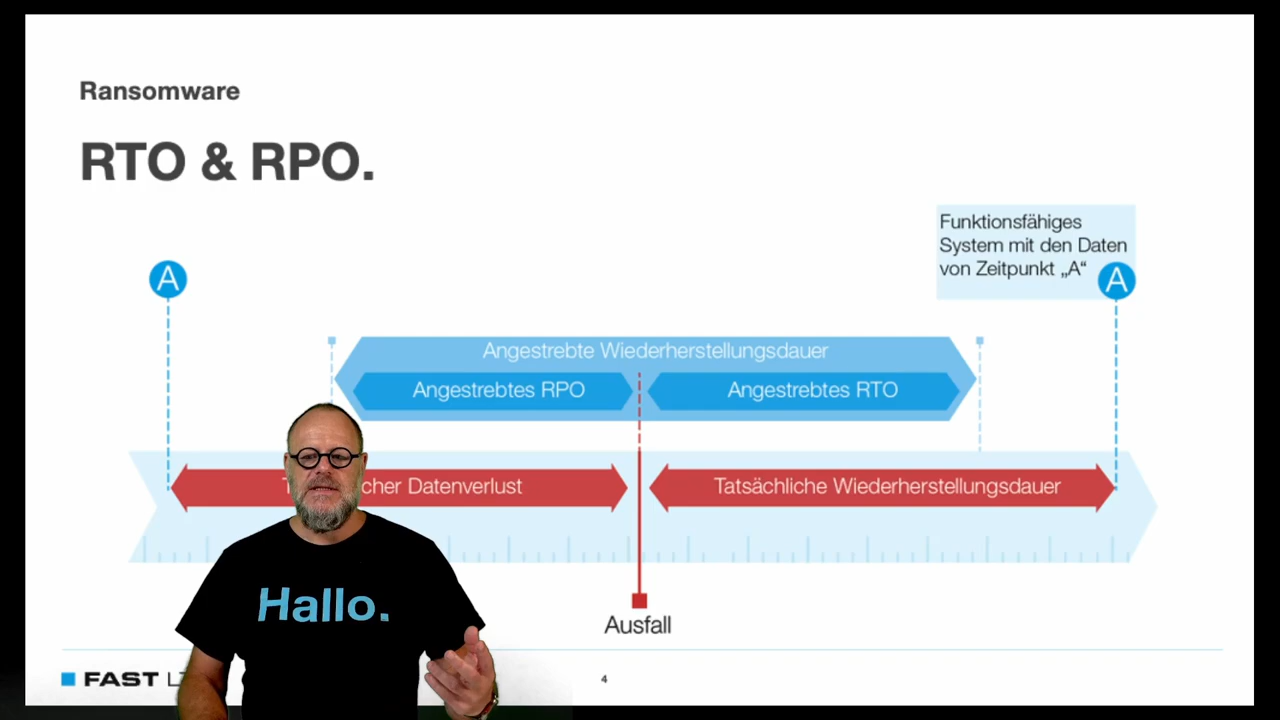 Ransomware
RTO & RPO.
Funktionsfähiges
System mit den Daten
von Zeitpunkt „A“
A
A
Angestrebte Wiederherstellungsdauer
Angestrebtes RPO
Angestrebtes RTO
Datenverlust
Tatsächliche Wiederherstellungsdauer
Hallo.
Ausfall
FAST
4